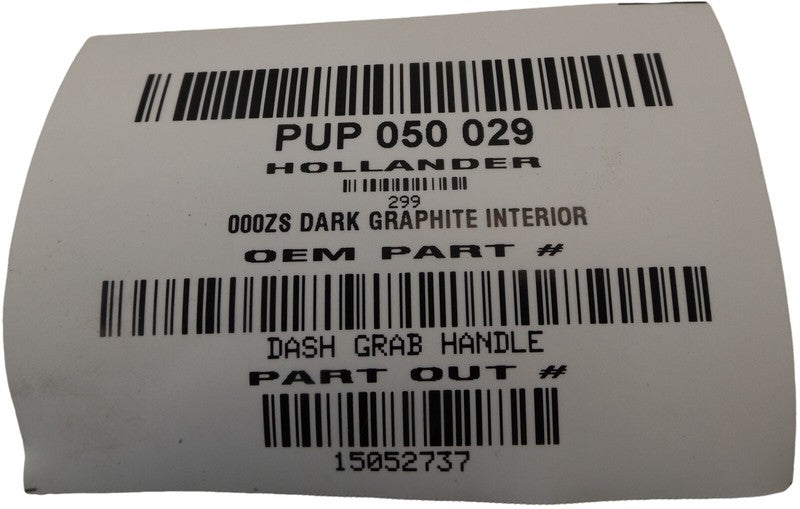 PUP 050 029
HOLLANDER
299
000ZS DARK GRAPHITE INTERIOR
OEM PART #
DASH GRAB HANDLE
PART OUT #
15052737